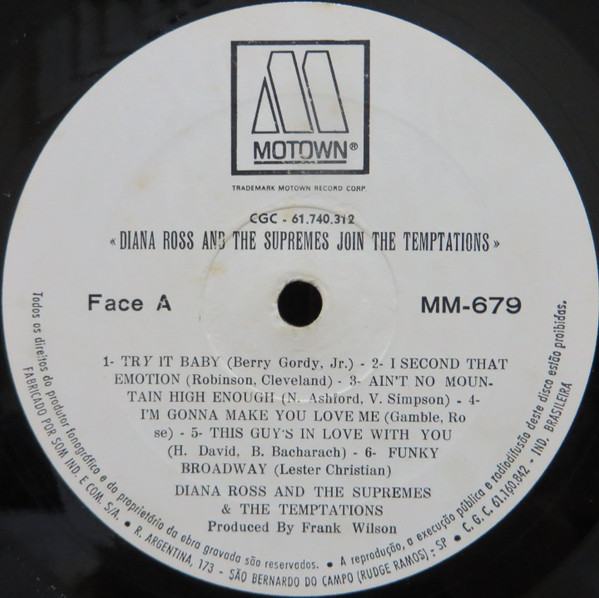 MOTOWN®
TRADEMARK MOTOWN RECORD CORP
CGC - 61.740.312
« DIANA ROSS AND THE SUPREMES JOIN THE TEMPTATIONS »
Face A
MM-679
1- TRY IT BABY (Berry Gordy, Jr.) - 2- I SECOND THAT
EMOTION (Robinson, Cleveland) - 3- AIN'T NO MOUN-
TAIN HIGH ENOUGH (N. Ashford, V. Simpson) - 4-
I'M GONNA MAKE YOU LOVE ME (Gamble, Ro
se) - 5- THIS GUY'S IN LOVE WITH YOU
(H. David, B. Bacharach) - 6- FUNKY
BROADWAY (Lester Christian)
DIANA ROSS AND THE SUPREMES
& THE TEMPTATIONS
Produced By Frank Wilson
Todos os direitos do produtor fonográfico e do proprietário da obra gravada são reservados. • A reprodução, a execução pública e radiodifusão deste disco estão proibidas.
FABRICADO POR SOM IND. E COM. S/A. • R. ARGENTINA, 173 - SÃO BERNARDO DO CAMPO (RUDGE RAMOS) - SP • C. G. C. 61.160.842 - IND. BRASILEIRA